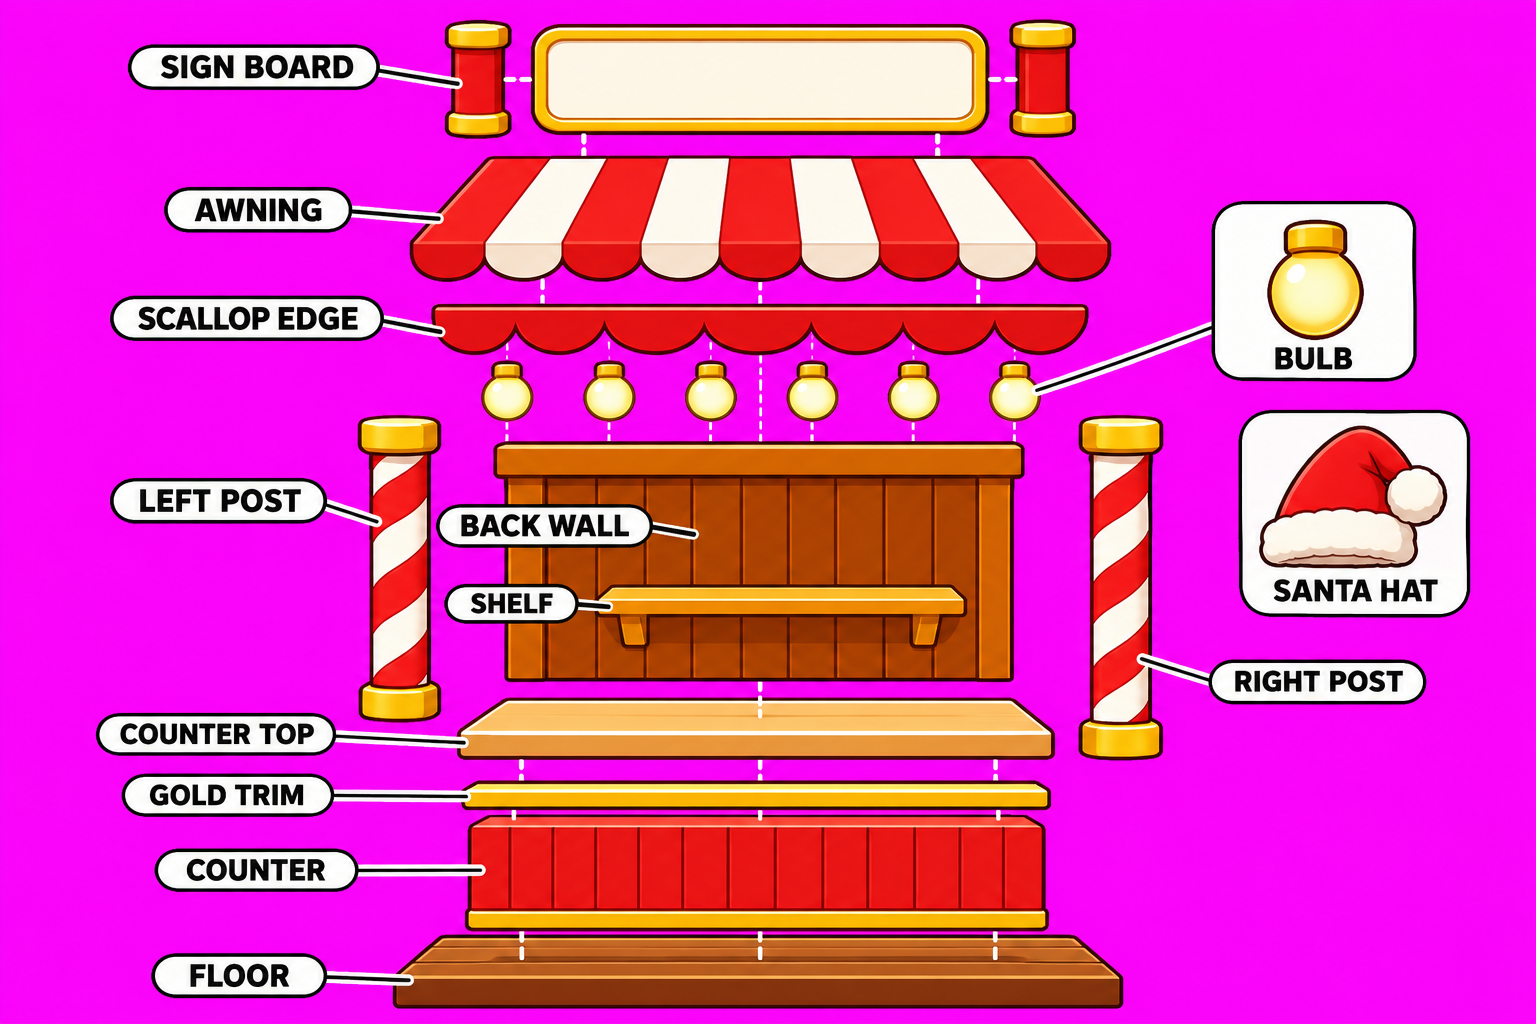 SIGN BOARD
AWNING
SCALLOP EDGE
BULB
LEFT POST
BACK WALL
SANTA HAT
SHELF
RIGHT POST
COUNTER TOP
GOLD TRIM
COUNTER
FLOOR